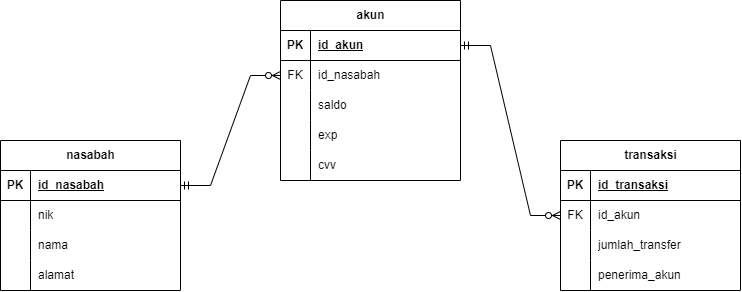 akun
PK id_akun
FK id_nasabah
saldo
exp
cvv
nasabah
PK id_nasabah
nik
nama
alamat
transaksi
PK id_transaksi
FK id_akun
jumlah_transfer
penerima_akun